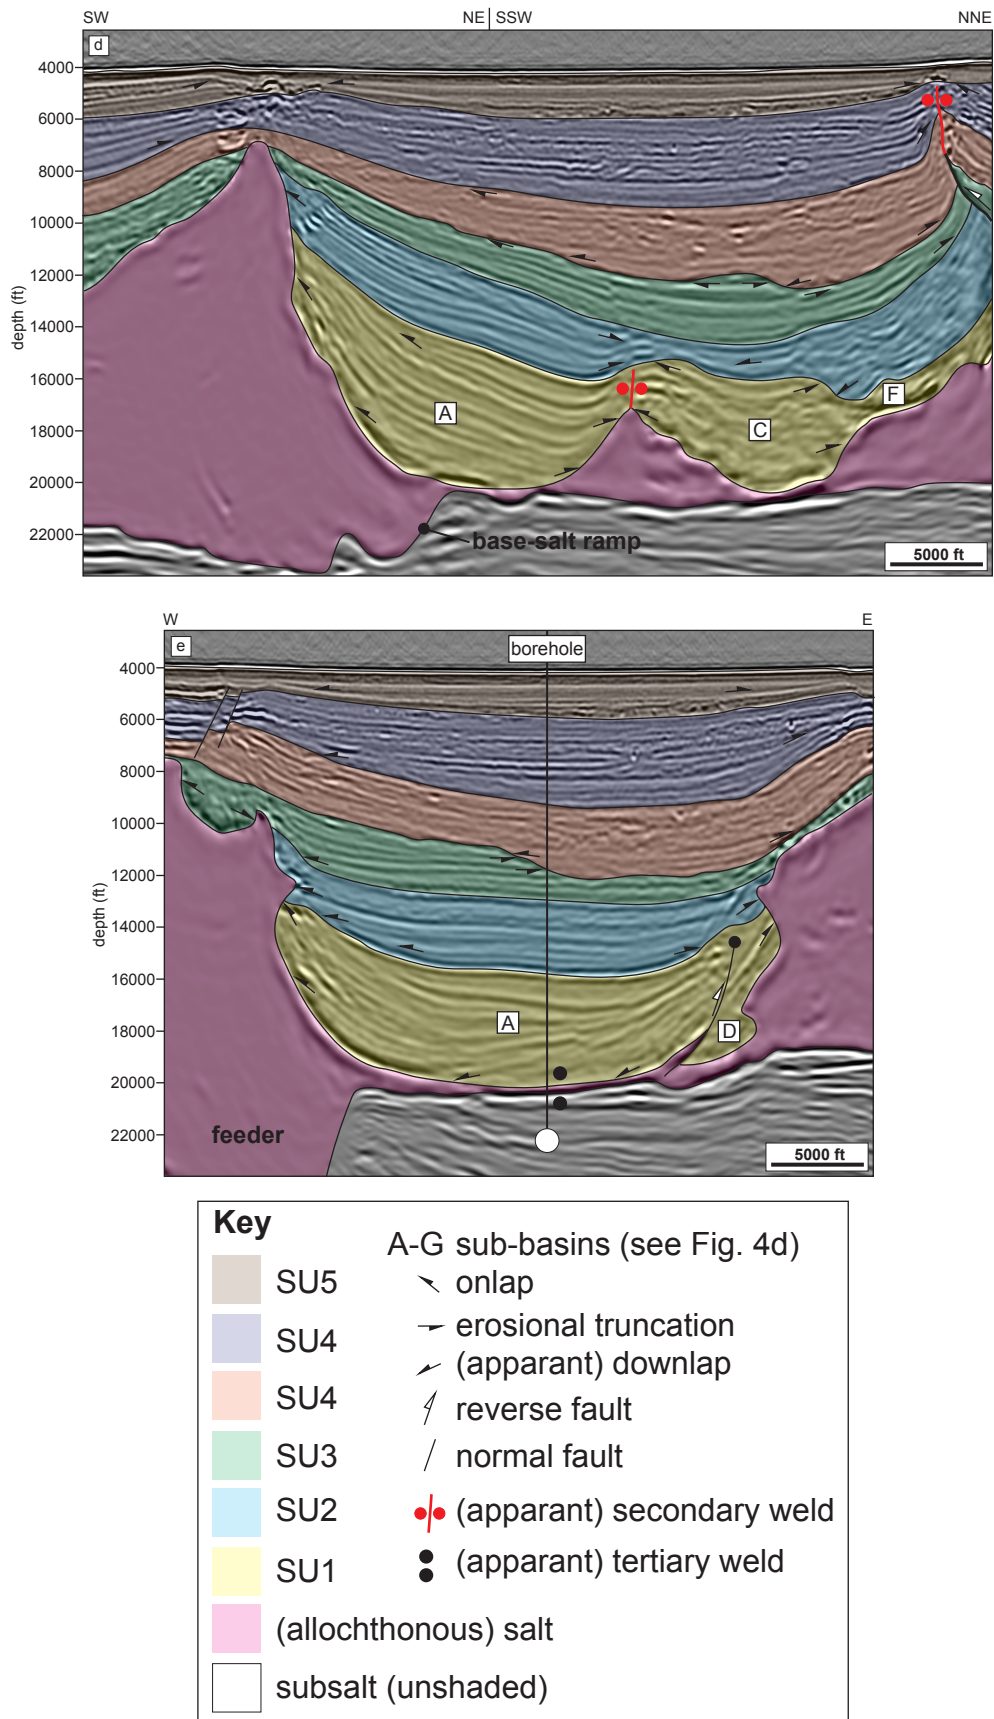 SW NE SSW NNE
d
4000
6000
8000
10000
12000
14000
16000
18000
20000
22000
depth (ft)
A
C
F
base-salt ramp
5000 ft
W E
e
borehole
4000
6000
8000
10000
12000
14000
16000
18000
20000
22000
depth (ft)
A
D
feeder
5000 ft
Key
A-G sub-basins (see Fig. 4d)
SU5
onlap
SU4
erosional truncation
(apparant) downlap
SU4
reverse fault
SU3
normal fault
SU2
(apparant) secondary weld
SU1
(apparant) tertiary weld
(allochthonous) salt
subsalt (unshaded)